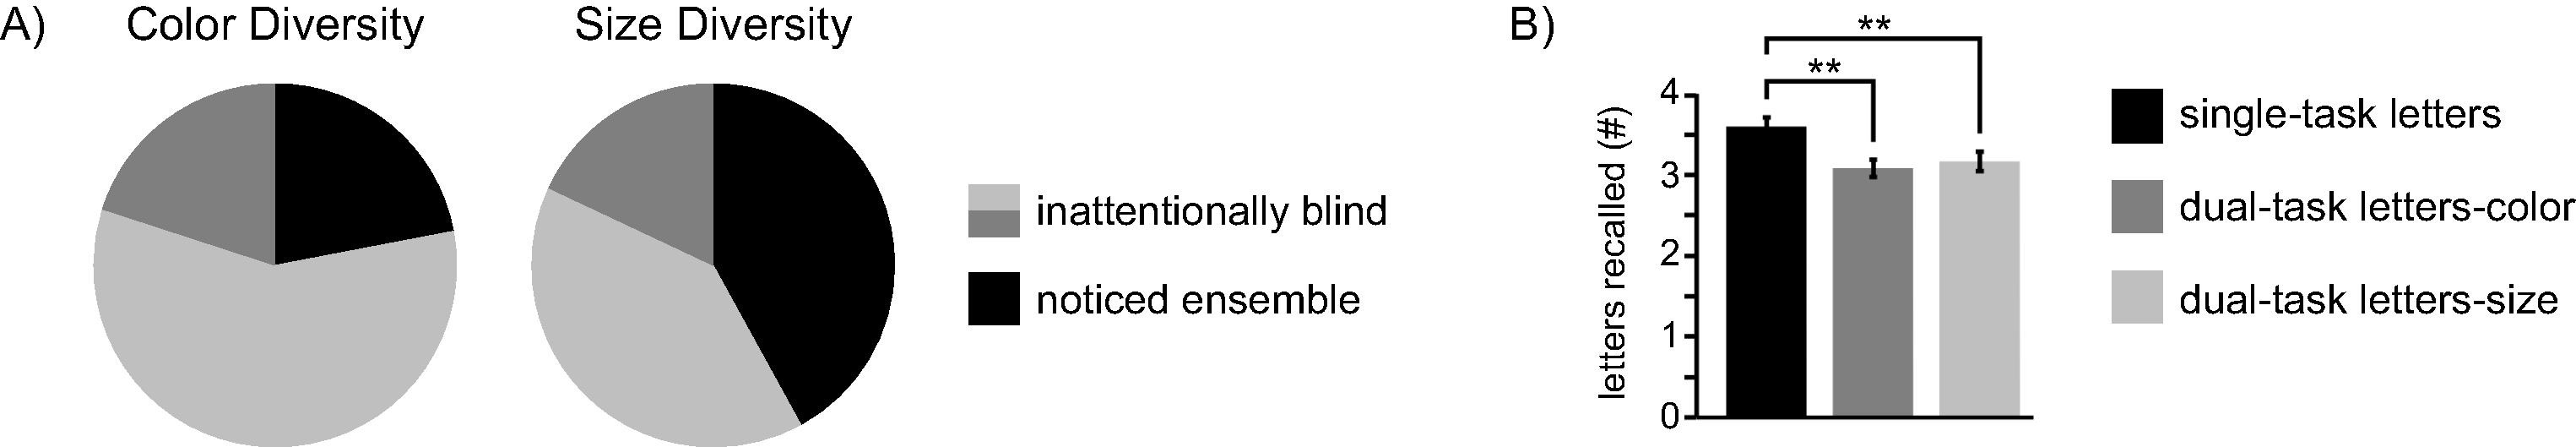 A)
Color Diversity
Size Diversity
inattentionally blind
noticed ensemble
B)
**
**
letters recalled (#)
4
3
2
1
0
single-task letters
dual-task letters-color
dual-task letters-size